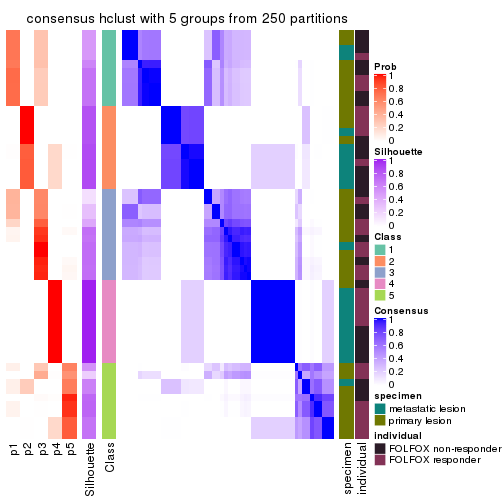 consensus hclust with 5 groups from 250 partitions
Prob
1
0.8
0.6
0.4
0.2
0
Silhouette
1
0.8
0.6
0.4
0.2
0
Class
1
2
3
4
5
Consensus
1
0.8
0.6
0.4
0.2
0
specimen
metastatic lesion
primary lesion
individual
FOLFOX non-responder
FOLFOX responder
p1
p2
p3
p4
p5
Silhouette
Class
specimen
individual